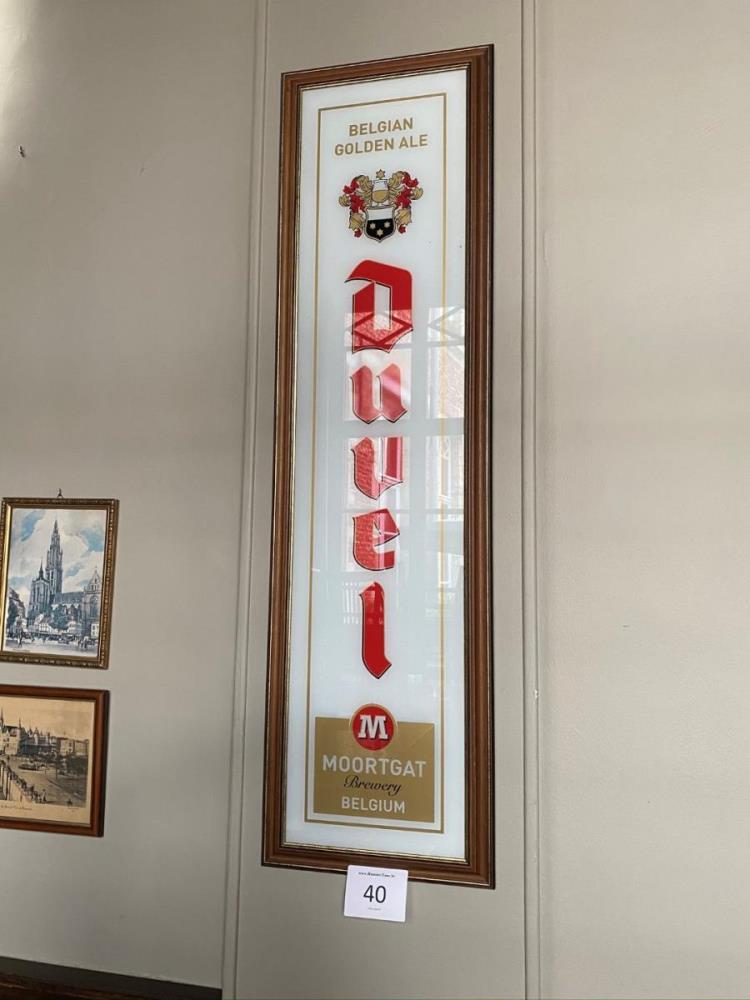 BELGIAN
GOLDEN ALE
Duvel
M
MOORTGAT
Brewery
BELGIUM
40